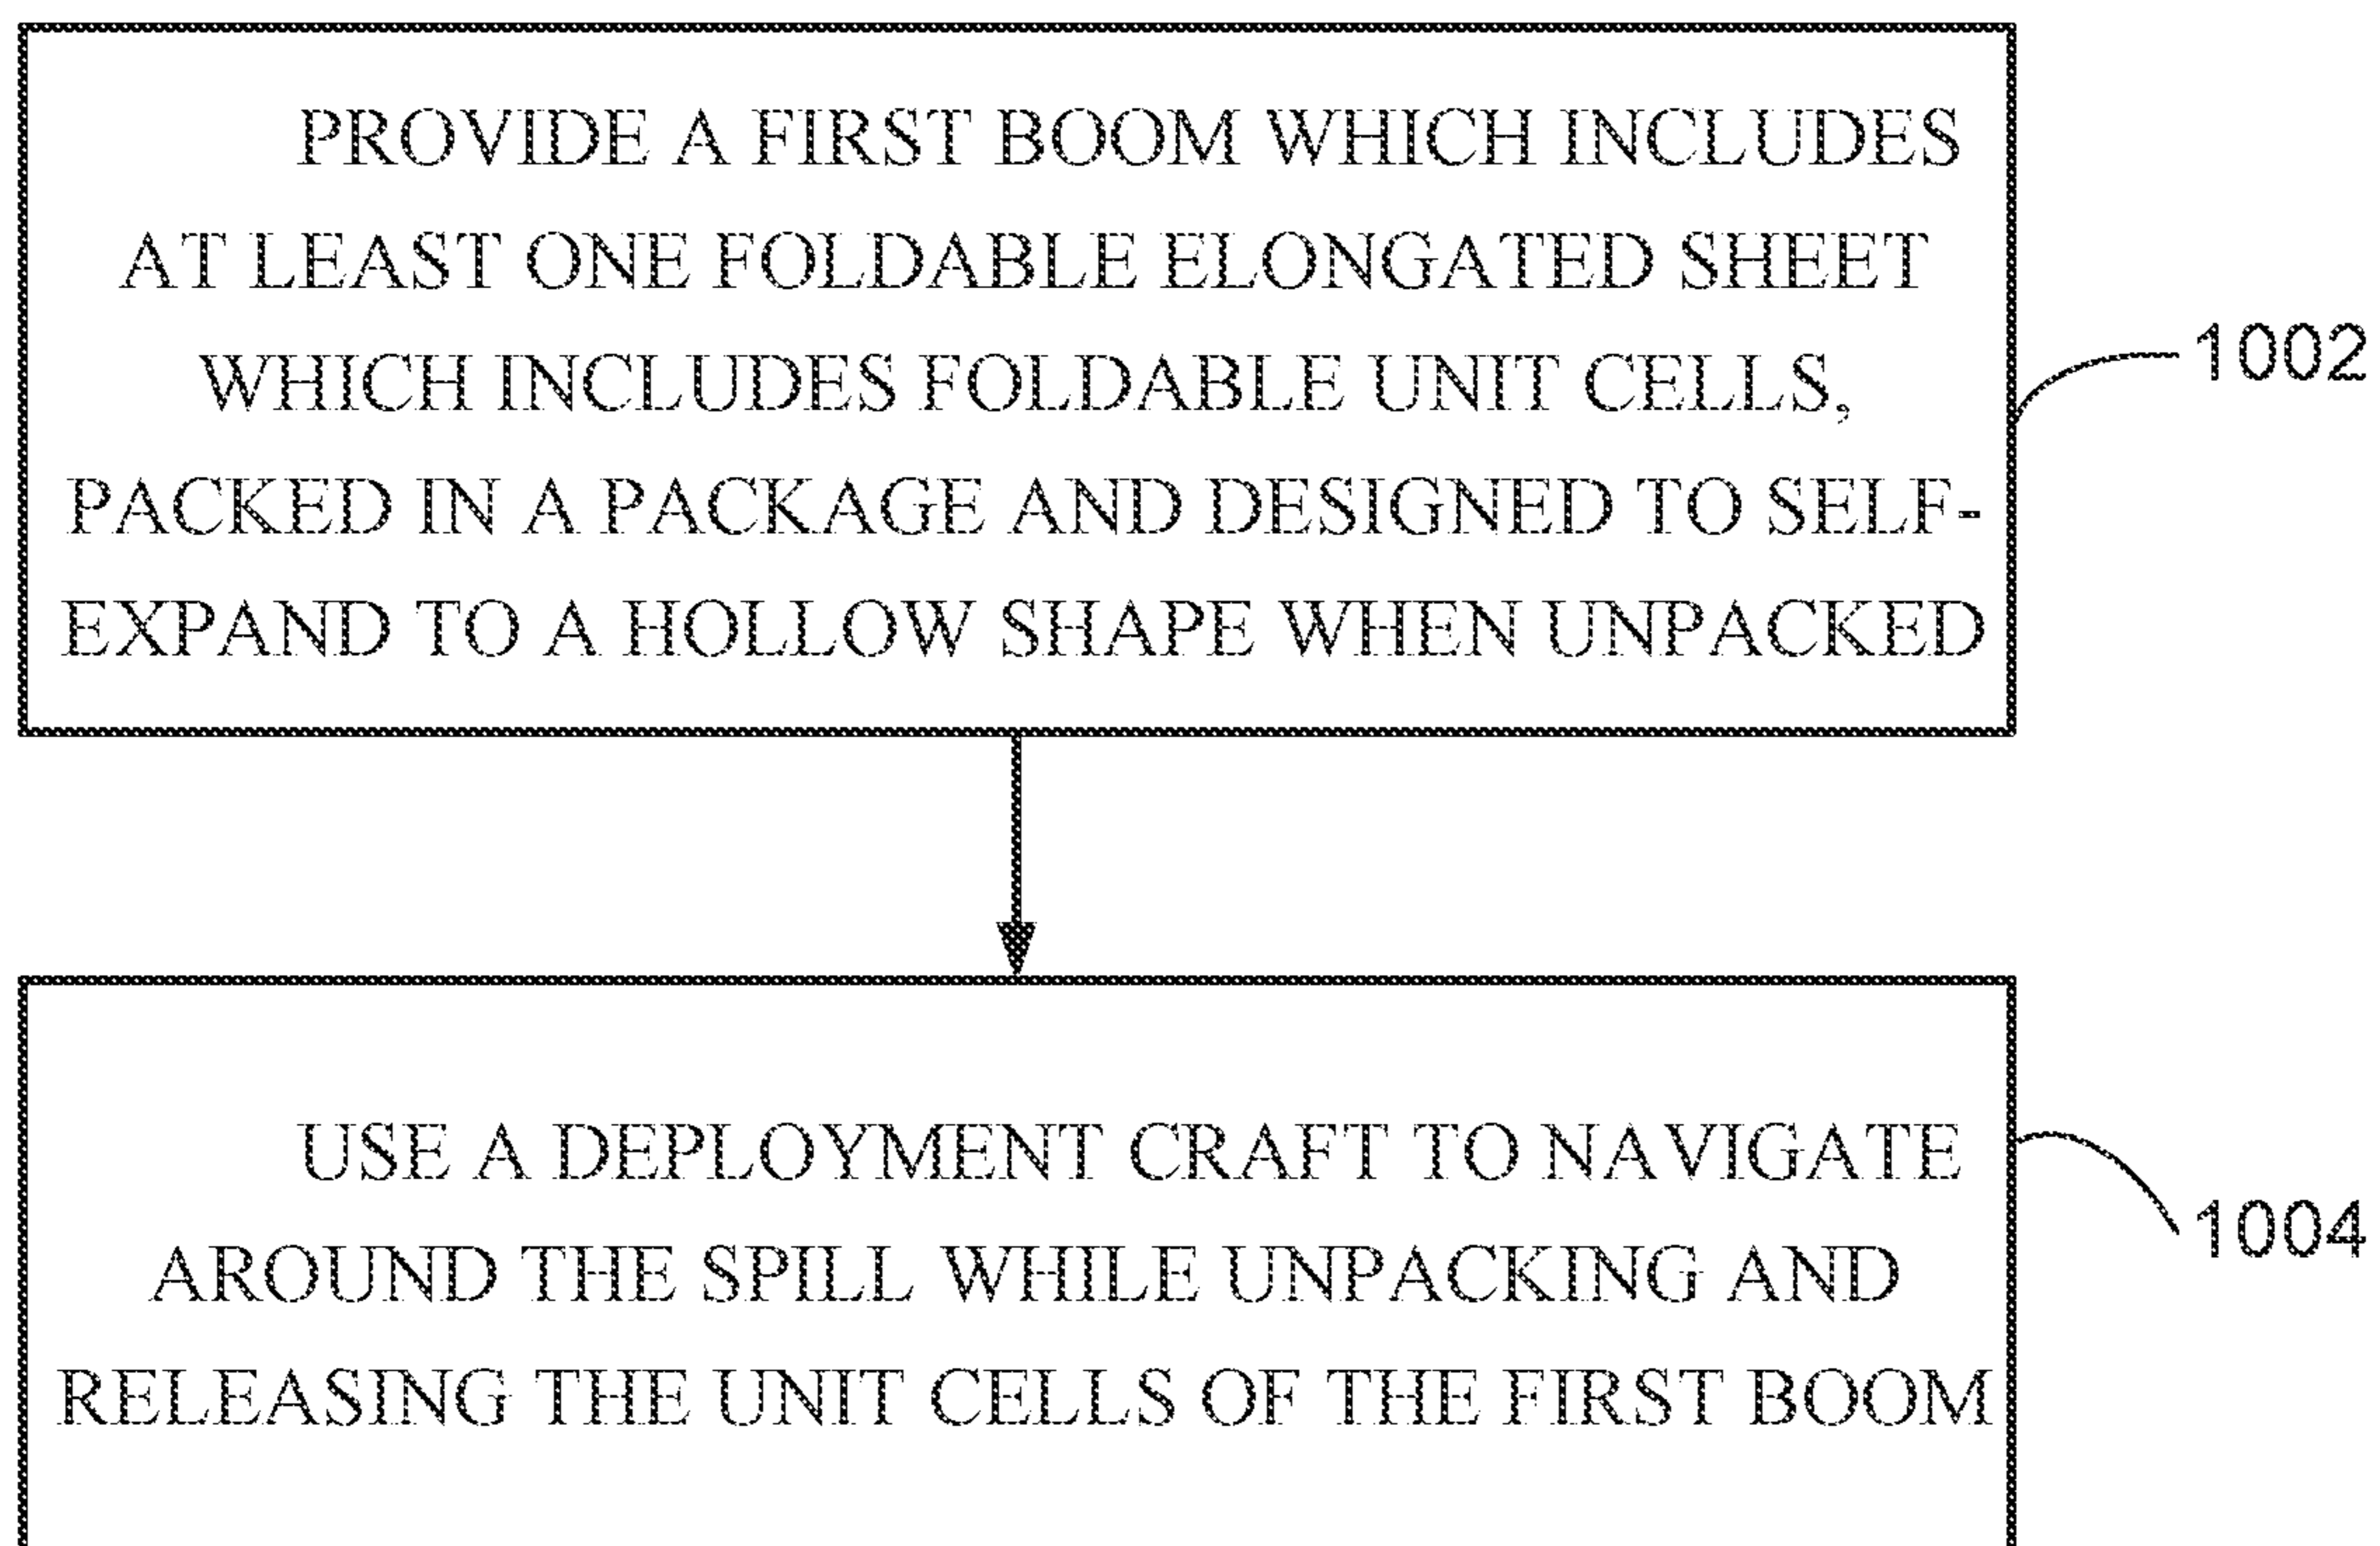 PROVIDE A FIRST BOOM WHICH INCLUDES
AT LEAST ONE FOLDABLE ELONGATED SHEET
WHICH INCLUDES FOLDABLE UNIT CELLS,
PACKED IN A PACKAGE AND DESIGNED TO SELF-
EXPAND TO A HOLLOW SHAPE WHEN UNPACKED
1002
USE A DEPLOYMENT CRAFT TO NAVIGATE
AROUND THE SPILL WHILE UNPACKING AND
RELEASING THE UNIT CELLS OF THE FIRST BOOM
1004